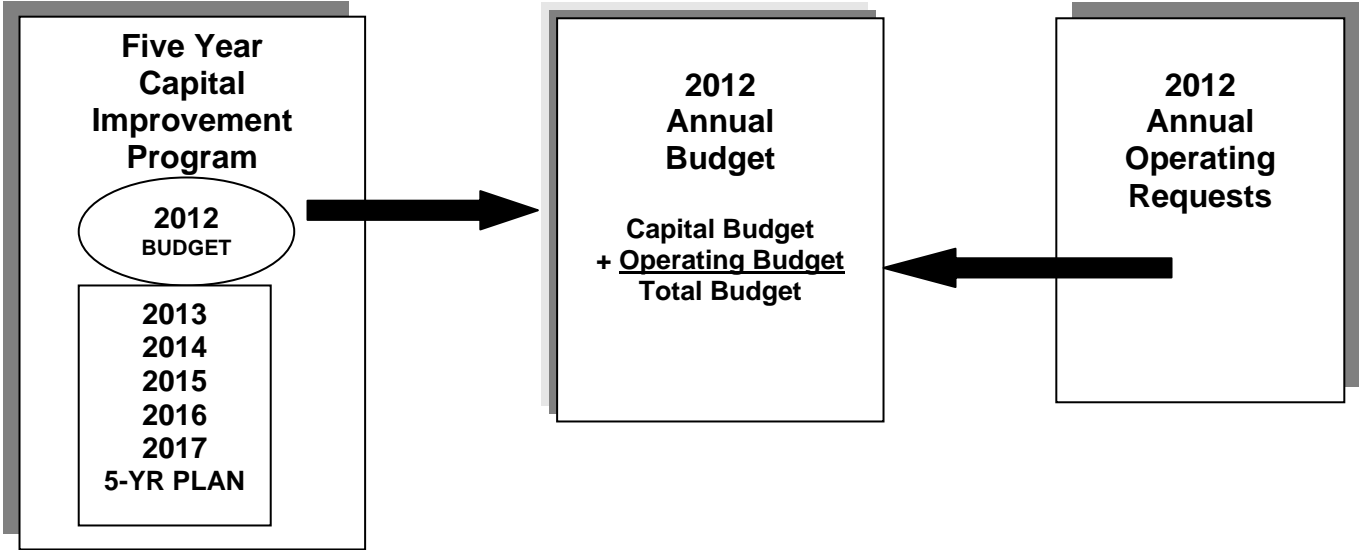 Five Year
Capital
Improvement
Program
2012
BUDGET
2013
2014
2015
2016
2017
5-YR PLAN
2012
Annual
Budget
Capital Budget
+ Operating Budget
Total Budget
2012
Annual
Operating
Requests